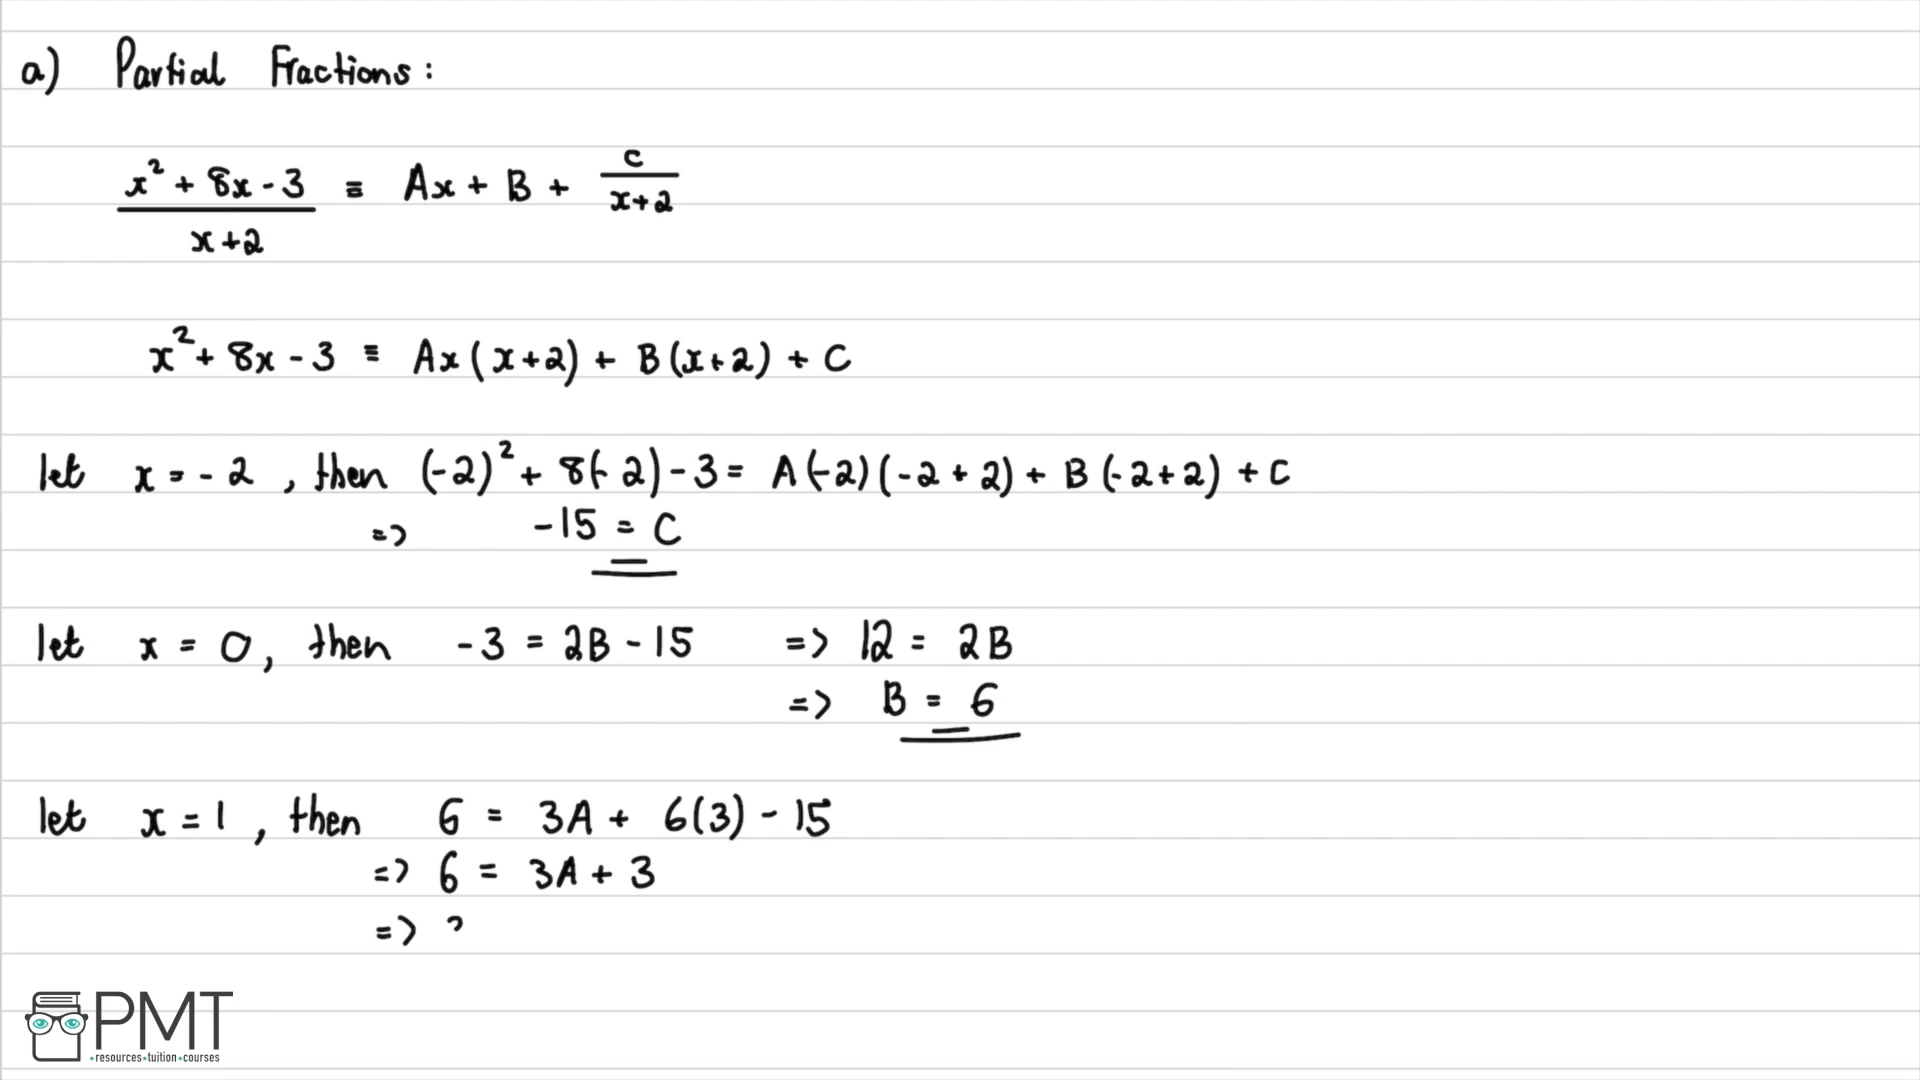 a) Partial Fractions:
x² + 8x - 3 / x + 2 ≡ Ax + B + C / x + 2
x² + 8x - 3 ≡ Ax(x+2) + B(x+2) + C
let x = -2, then (-2)² + 8(-2) - 3 = A(-2)(-2+2) + B(-2+2) + C
=> -15 = C
let x = 0, then -3 = 2B - 15 => 12 = 2B
=> B = 6
let x = 1, then 6 = 3A + 6(3) - 15
=> 6 = 3A + 3
=>
PMT
•resources•tuition•courses